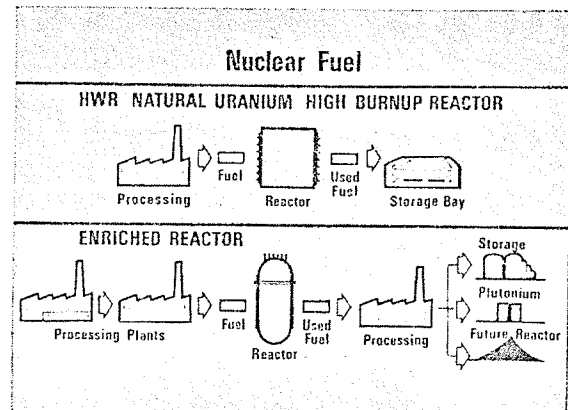 Nuclear Fuel
HWR NATURAL URANIUM HIGH BURNUP REACTOR
Fuel
Used
Fuel
Processing
Reactor
Storage Bay
ENRICHED REACTOR
Storage
Plutonium
Fuel
Used
Fuel
Future Reactor
Processing Plants
Reactor
Processing